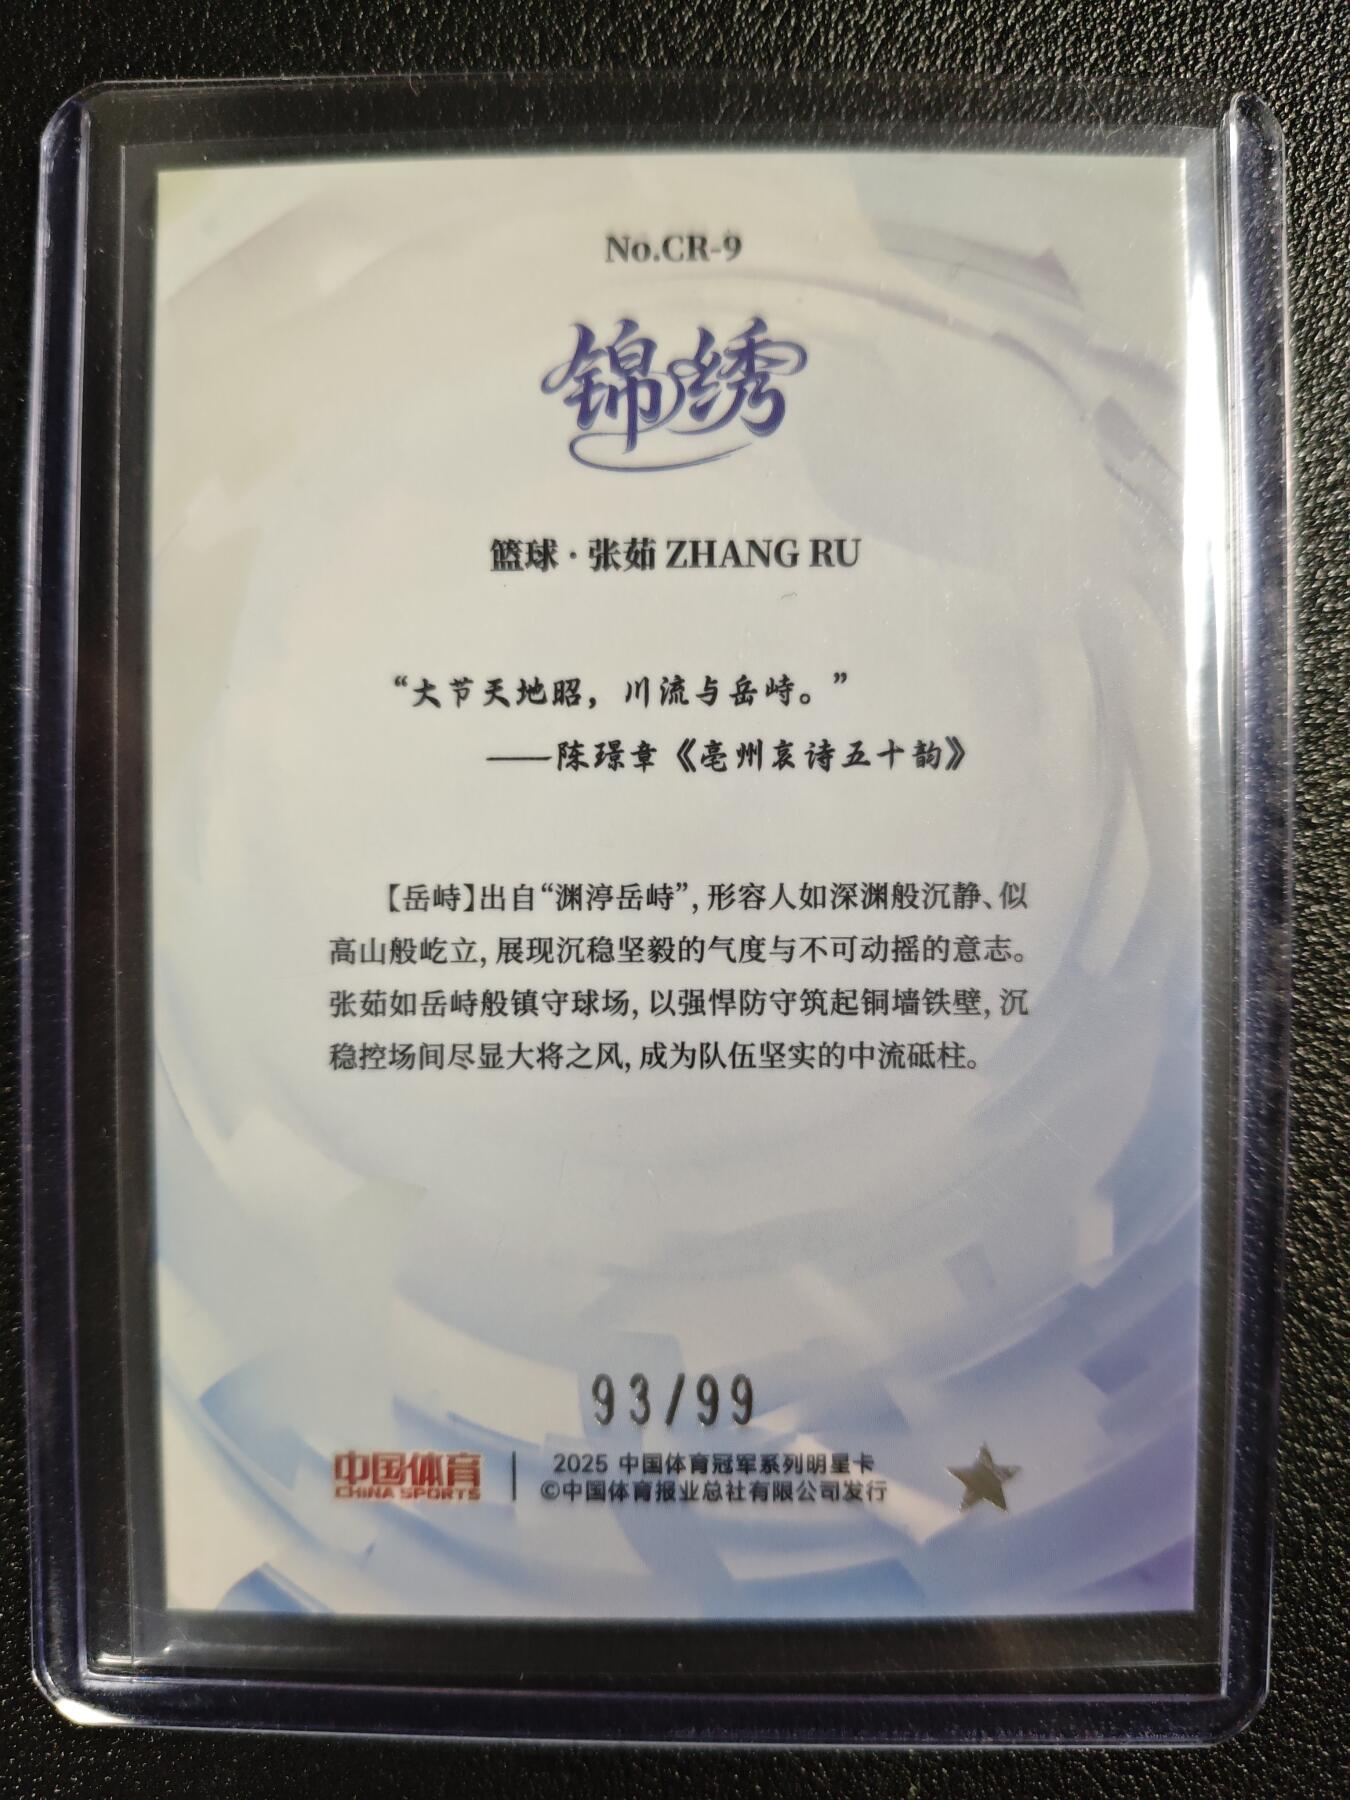 No.CR-9
锦绣
篮球·张茹 ZHANG RU
“大节天地昭，川流与岳峙。”
——陈璟章《亳州哀诗五十韵》
【岳峙】出自“渊渟岳峙”，形容人如深渊般沉静、似
高山般屹立，展现沉稳坚毅的气度与不可动摇的意志。
张茹如岳峙般镇守球场，以强悍防守筑起铜墙铁壁，沉
稳控场间尽显大将之风，成为队伍坚实的中流砥柱。
93/99
中国体育
CHINA SPORTS
2025 中国体育冠军系列明星卡
©中国体育报业总社有限公司发行